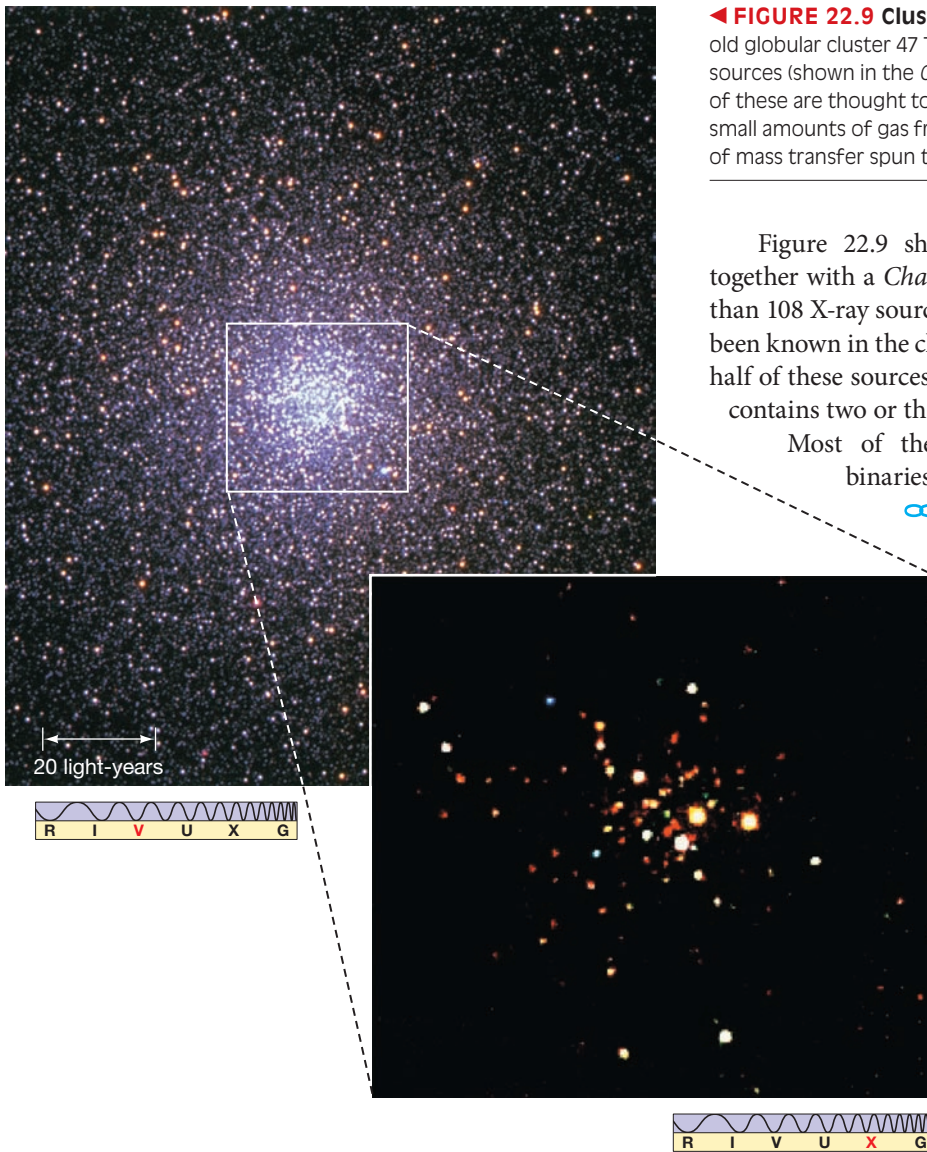 ◀ FIGURE 22.9 Clus
old globular cluster 47 T
sources (shown in the C
of these are thought to
small amounts of gas fr
of mass transfer spun t
Figure 22.9 sh
together with a Cha
than 108 X-ray sourc
been known in the cl
half of these sources
contains two or th
Most of the
binaries
20 light-years
R I V U X G
R I V U X G